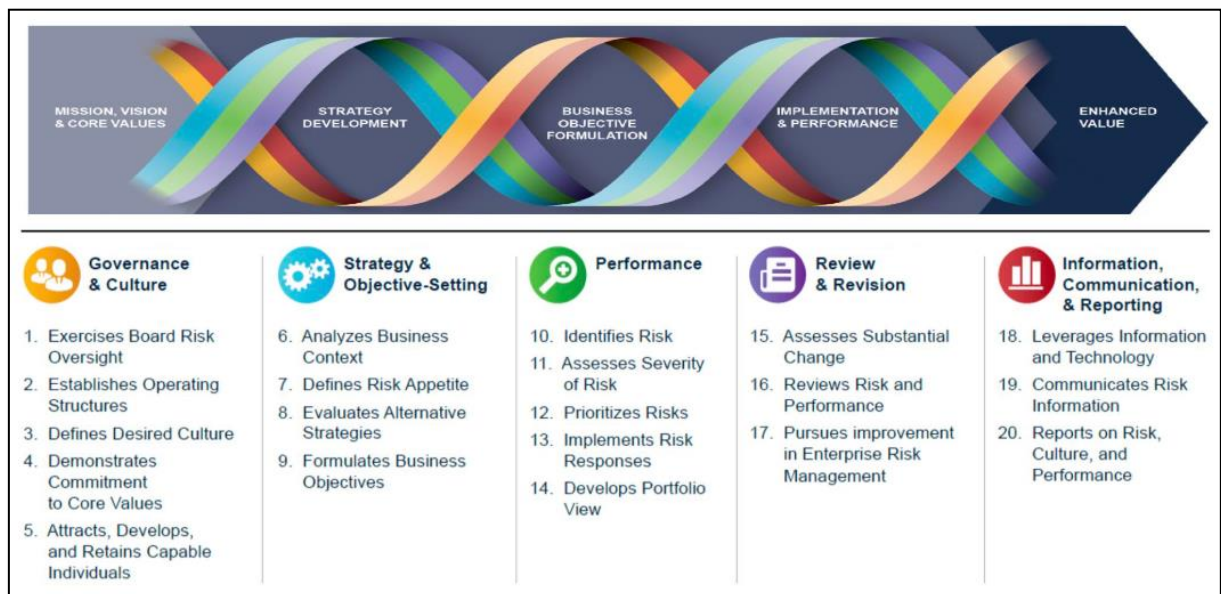 MISSION, VISION
& CORE VALUES
STRATEGY
DEVELOPMENT
BUSINESS
OBJECTIVE
FORMULATION
IMPLEMENTATION
& PERFORMANCE
ENHANCED
VALUE
Governance
& Culture
1. Exercises Board Risk
Oversight
2. Establishes Operating
Structures
3. Defines Desired Culture
4. Demonstrates
Commitment
to Core Values
5. Attracts, Develops,
and Retains Capable
Individuals
Strategy &
Objective-Setting
6. Analyzes Business
Context
7. Defines Risk Appetite
8. Evaluates Alternative
Strategies
9. Formulates Business
Objectives
Performance
10. Identifies Risk
11. Assesses Severity
of Risk
12. Prioritizes Risks
13. Implements Risk
Responses
14. Develops Portfolio
View
Review
& Revision
15. Assesses Substantial
Change
16. Reviews Risk and
Performance
17. Pursues improvement
in Enterprise Risk
Management
Information,
Communication,
& Reporting
18. Leverages Information
and Technology
19. Communicates Risk
Information
20. Reports on Risk,
Culture, and
Performance